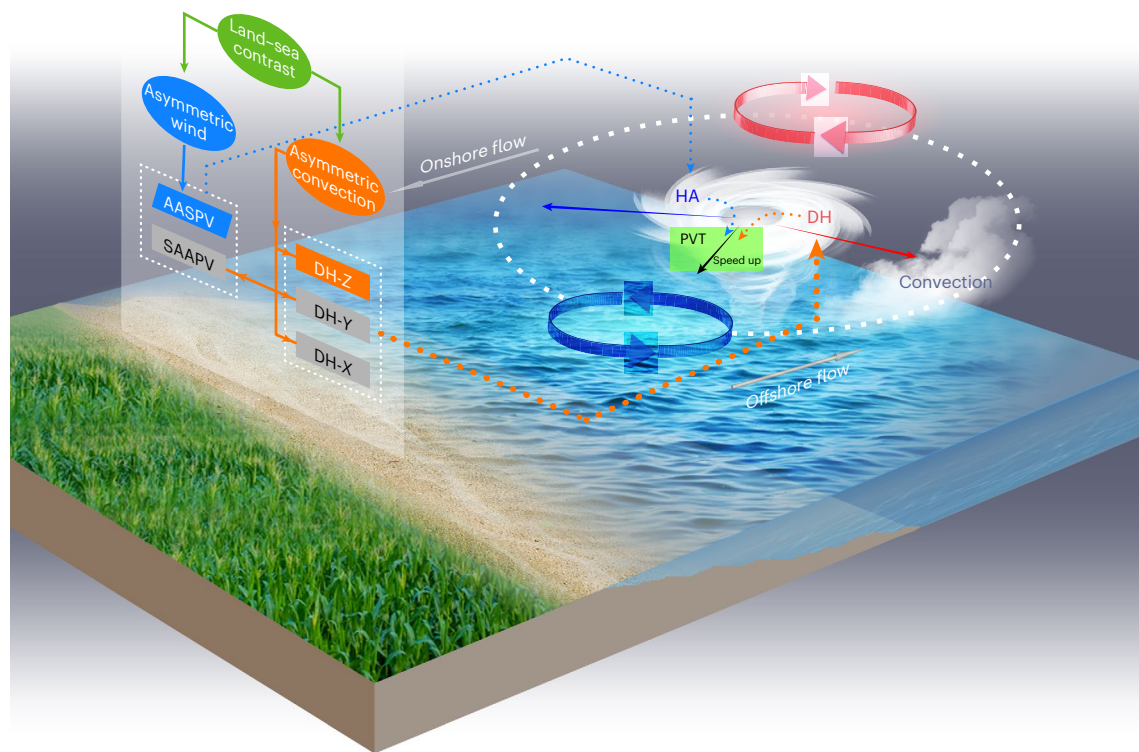 Land–sea
contrast
Asymmetric
wind
Asymmetric
convection
Onshore flow
AASPV
SAAPV
DH-Z
DH-Y
DH-X
HA
DH
PVT
Speed up
Convection
Offshore flow